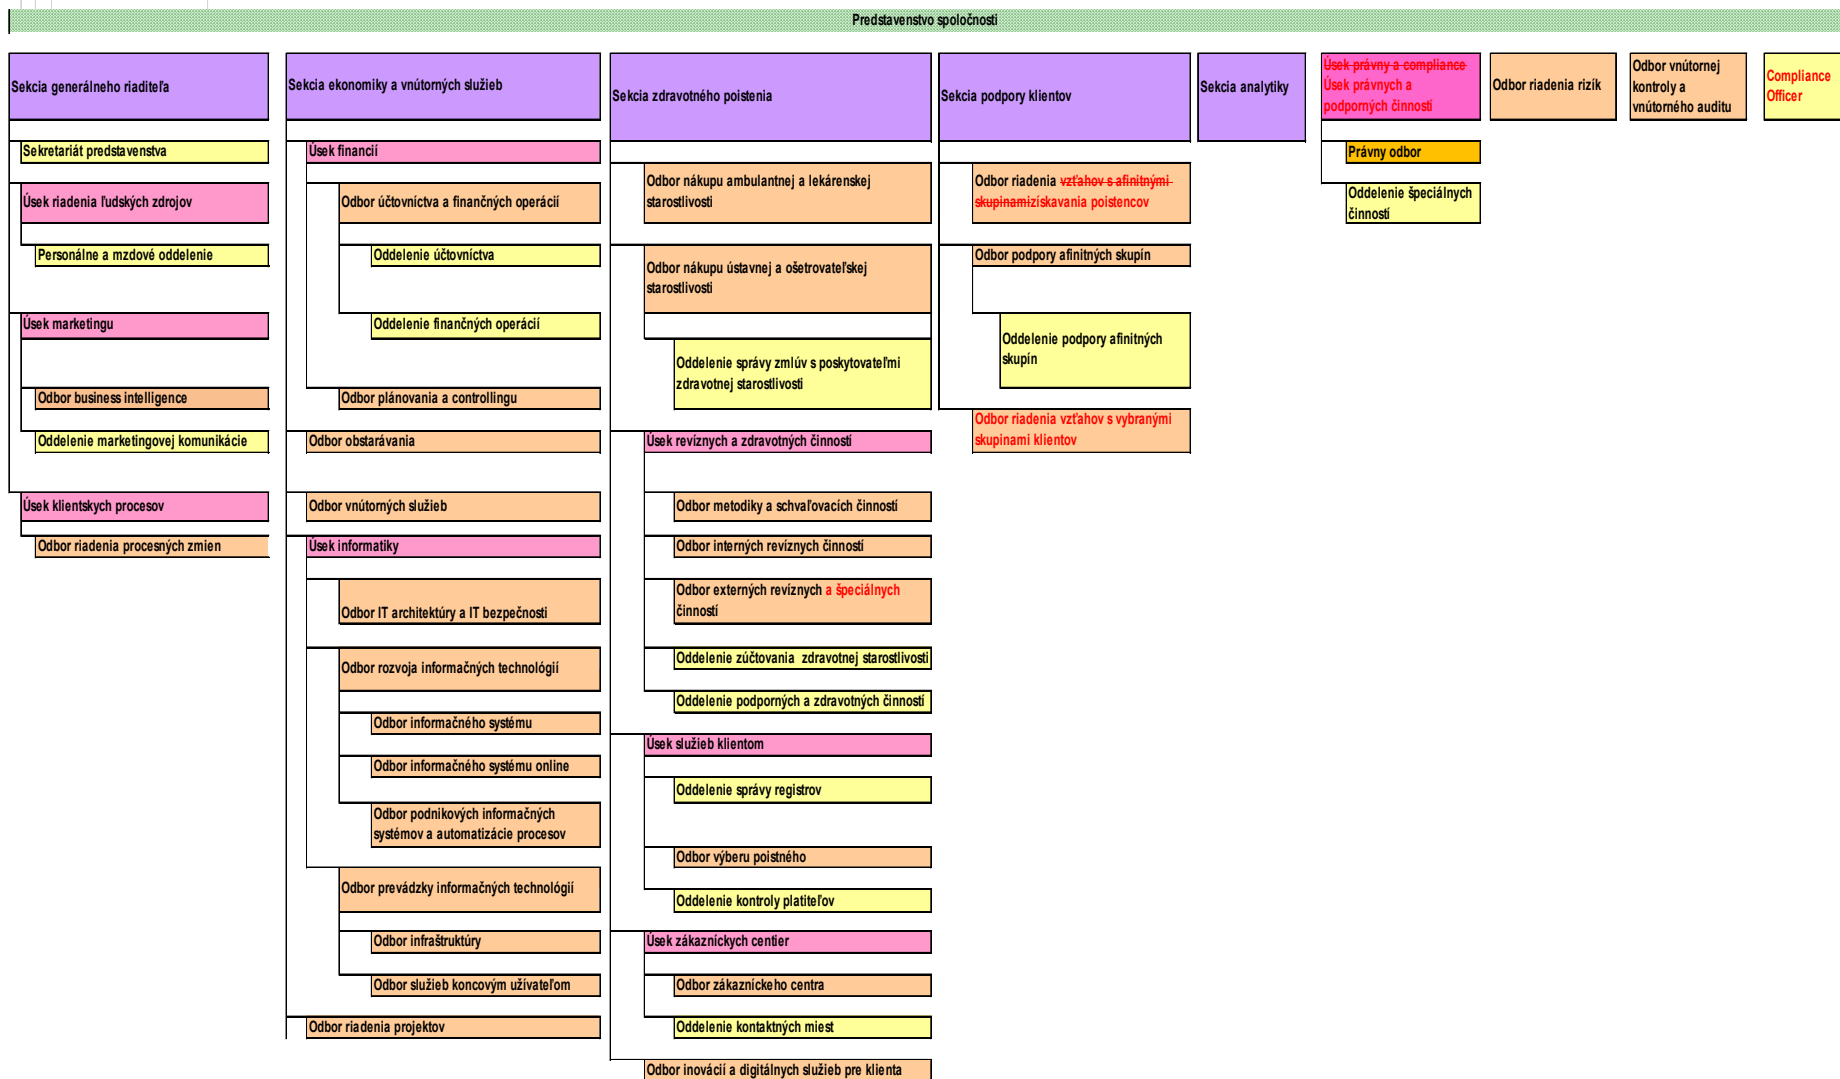 Predstavenstvo spoločnosti
Sekcia generálneho riaditeľa
Sekretariát predstavenstva
Úsek riadenia ľudských zdrojov
Personálne a mzdové oddelenie
Úsek marketingu
Odbor business intelligence
Oddelenie marketingovej komunikácie
Úsek klientskych procesov
Odbor riadenia procesných zmien
Sekcia ekonomiky a vnútorných služieb
Úsek financií
Odbor účtovníctva a finančných operácií
Oddelenie účtovníctva
Oddelenie finančných operácií
Odbor plánovania a controllingu
Odbor obstarávania
Odbor vnútorných služieb
Úsek informatiky
Odbor IT architektúry a IT bezpečnosti
Odbor rozvoja informačných technológií
Odbor informačného systému
Odbor informačného systému online
Odbor podnikových informačných
systémov a automatizácie procesov
Odbor prevádzky informačných technológií
Odbor infraštruktúry
Odbor služieb koncovým užívateľom
Odbor riadenia projektov
Sekcia zdravotného poistenia
Odbor nákupu ambulantnej a lekárenskej
starostlivosti
Odbor nákupu ústavnej a ošetrovateľskej
starostlivosti
Oddelenie správy zmlúv s poskytovateľmi
zdravotnej starostlivosti
Úsek revíznych a zdravotných činností
Odbor metodiky a schvaľovacích činností
Odbor interných revíznych činností
Odbor externých revíznych a špeciálnych
činností
Oddelenie zúčtovania  zdravotnej starostlivosti
Oddelenie podporných a zdravotných činností
Úsek služieb klientom
Oddelenie správy registrov
Odbor výberu poistného
Oddelenie kontroly platiteľov
Úsek zákazníckych centier
Odbor zákazníckeho centra
Oddelenie kontaktných miest
Odbor inovácií a digitálnych služieb pre klienta
Sekcia podpory klientov
Odbor riadenia vzťahov s afinitnými
skupinamizískavania poistencov
Odbor podpory afinitných skupín
Oddelenie podpory afinitných
skupín
Odbor riadenia vzťahov s vybranými
skupinami klientov
Sekcia analytiky
Úsek právny a compliance
Úsek právnych a
podporných činností
Právny odbor
Oddelenie špeciálnych
činností
Odbor riadenia rizík
Odbor vnútornej
kontroly a
vnútorného auditu
Compliance
Officer